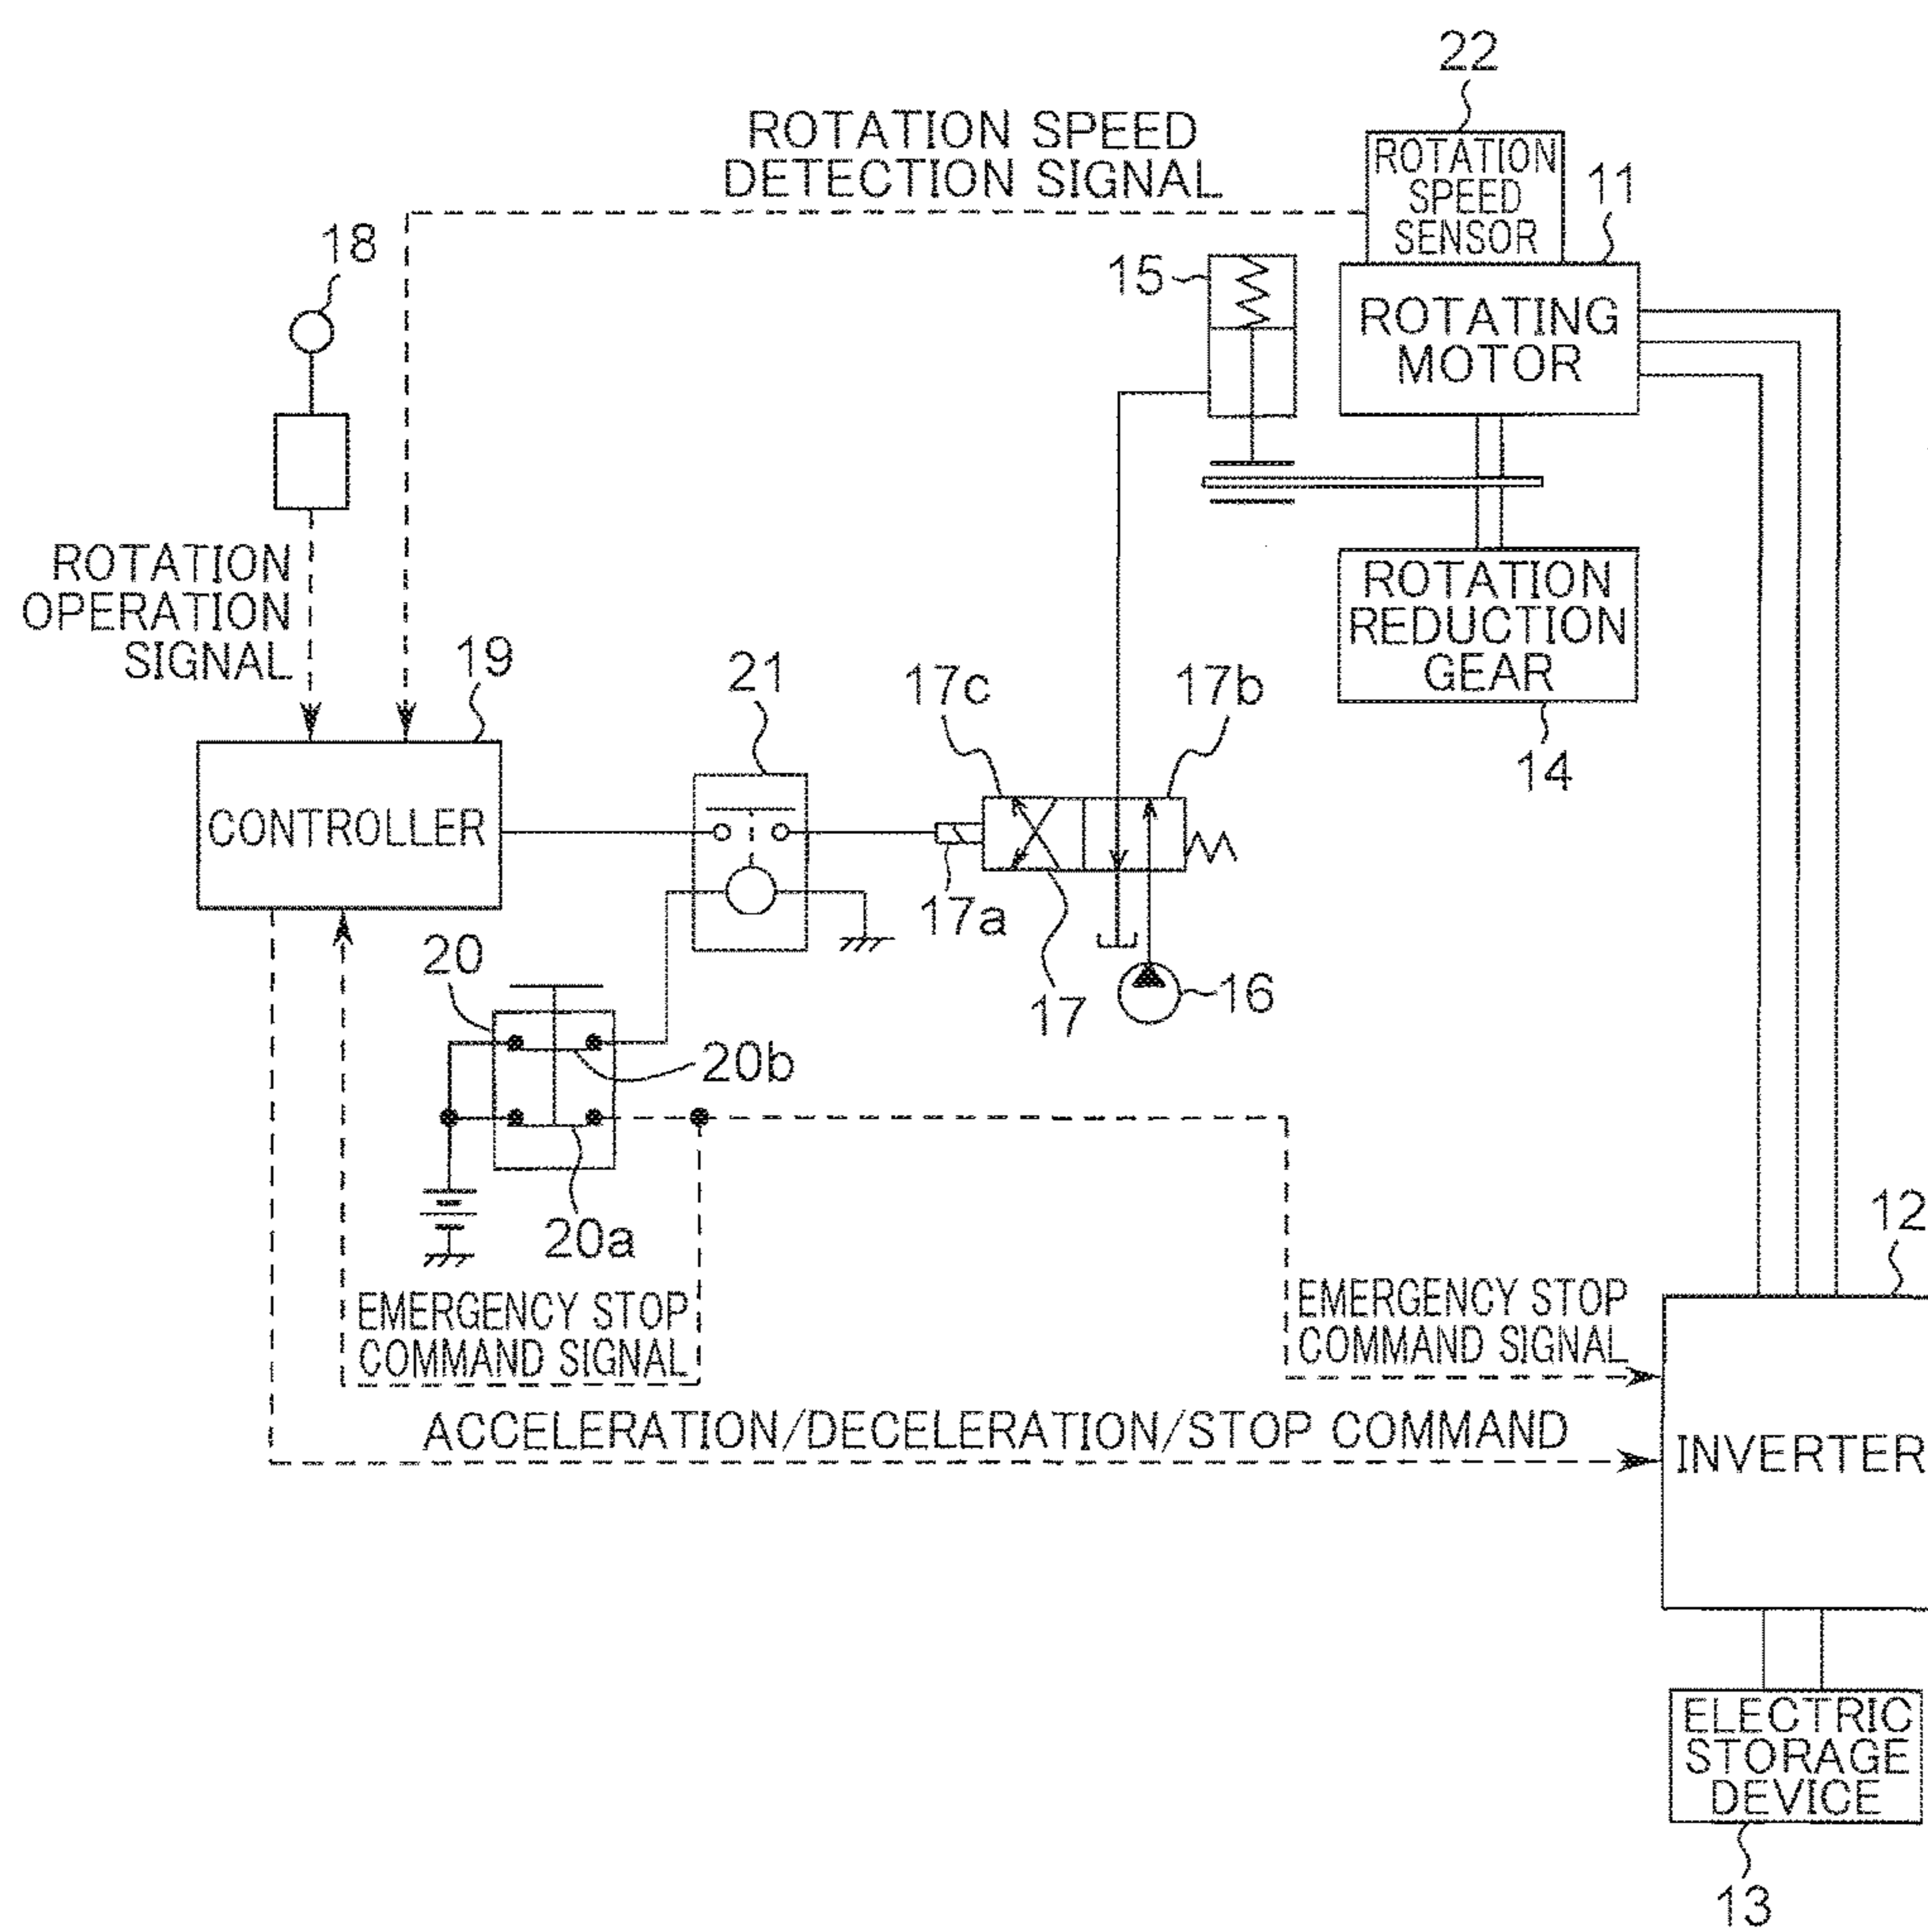 22
ROTATION SPEED
DETECTION SIGNAL
ROTATION
SPEED
SENSOR
11
18
15
ROTATING
MOTOR
ROTATION
OPERATION
SIGNAL
19
21
17c
17b
ROTATION
REDUCTION
GEAR
14
CONTROLLER
17a
20
17
16
20b
20a
12
EMERGENCY STOP
COMMAND SIGNAL
EMERGENCY STOP
COMMAND SIGNAL
ACCELERATION/DECELERATION/STOP COMMAND
INVERTER
ELECTRIC
STORAGE
DEVICE
13